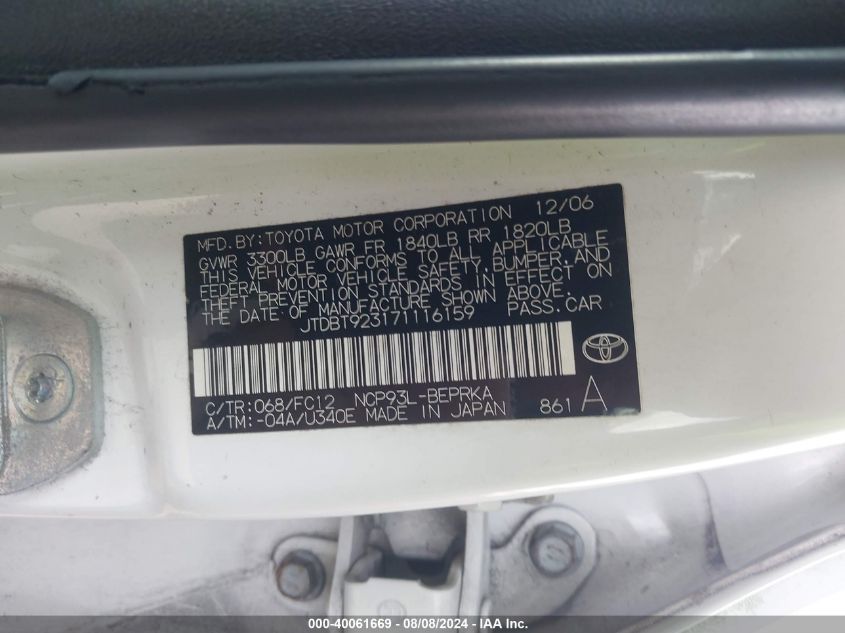 MFD.BY:TOYOTA MOTOR CORPORATION 12/06
GVWR 3300LB GAWR FR 1840LB RR 1820LB
THIS VEHICLE CONFORMS TO ALL APPLICABLE
FEDERAL MOTOR VEHICLE SAFETY,BUMPER,AND
THEFT PREVENTION STANDARDS IN EFFECT ON
THE DATE OF MANUFACTURE SHOWN ABOVE.
JTDBT923171116159 PASS.CAR
C/TR:068/FC12 NCP93L-BEPRKA
A/TM:-04A/U340E MADE IN JAPAN 861 A
000-40061669 - 08/08/2024 - IAA Inc.